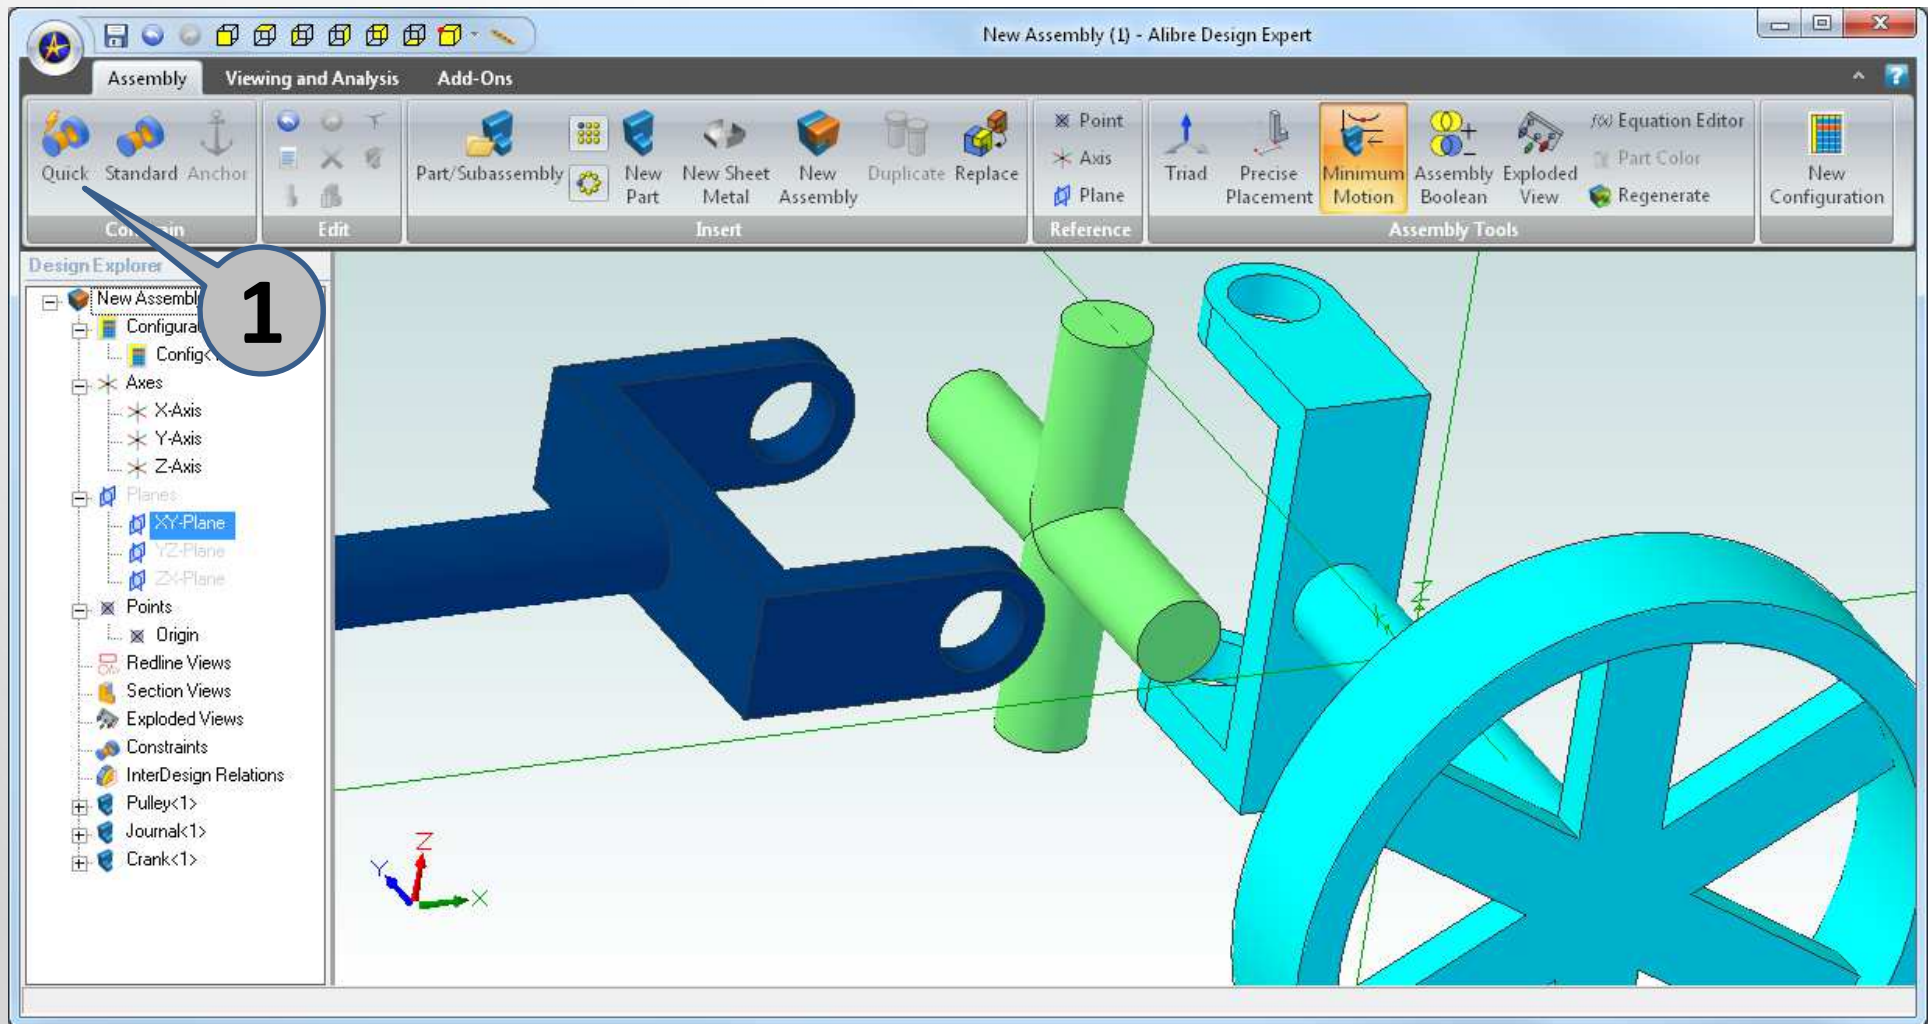 New Assembly (1) - Alibre Design Expert
Assembly Viewing and Analysis Add-Ons
Quick Standard Anchor
Part/Subassembly
New Part
New Sheet Metal
New Assembly
Duplicate
Replace
Point
Axis
Plane
Triad
Precise Placement
Minimum Motion
Assembly Boolean
Exploded View
f(x) Equation Editor
Part Color
Regenerate
New Configuration
Edit
Insert
Reference
Assembly Tools
Design Explorer
1
Axes
X-Axis
Y-Axis
Z-Axis
Planes
XY-Plane
YZ-Plane
ZX-Plane
Points
Origin
Redline Views
Section Views
Exploded Views
Constraints
InterDesign Relations
Pulley<1>
Journal<1>
Crank<1>
Z
Y
X